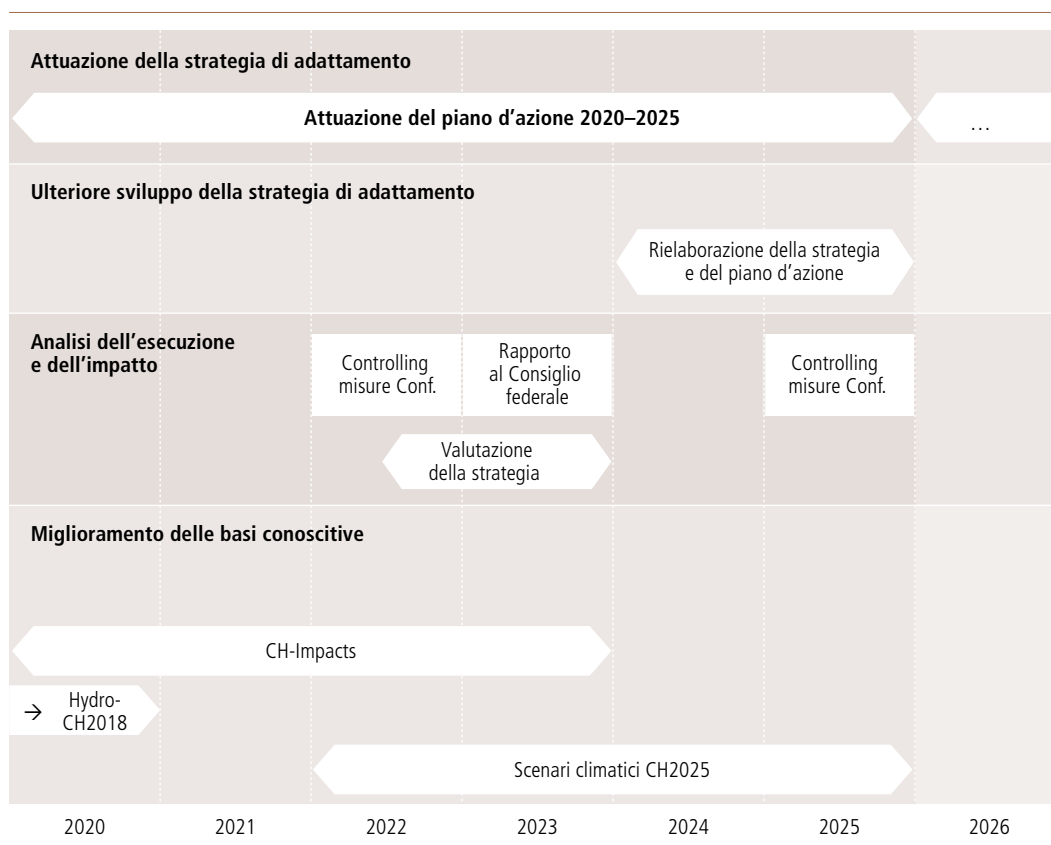 Attuazione della strategia di adattamento
Attuazione del piano d’azione 2020–2025
…
Ulteriore sviluppo della strategia di adattamento
Rielaborazione della strategia
e del piano d’azione
Analisi dell’esecuzione
e dell’impatto
Controlling
misure Conf.
Rapporto
al Consiglio
federale
Controlling
misure Conf.
Valutazione
della strategia
Miglioramento delle basi conoscitive
CH-Impacts
→ Hydro-
CH2018
Scenari climatici CH2025
2020 2021 2022 2023 2024 2025 2026